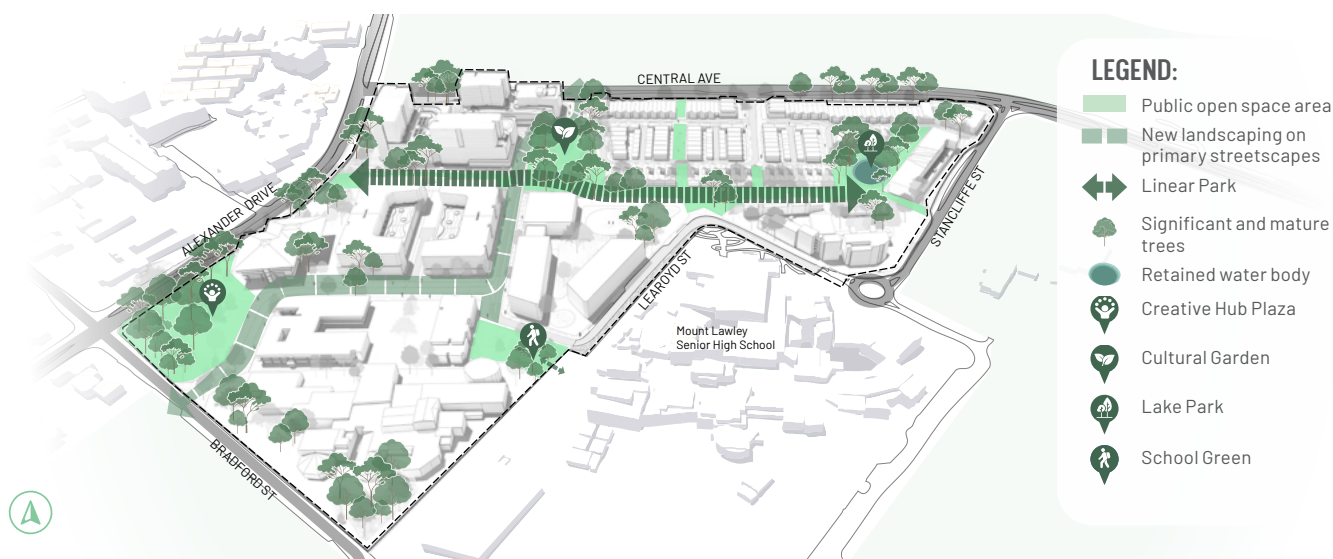 CENTRAL AVE
ALEXANDER DRIVE
STANCLIFFE ST
LEAROYD ST
Mount Lawley
Senior High School
BRADFORD ST
LEGEND:
Public open space area
New landscaping on
primary streetscapes
Linear Park
Significant and mature
trees
Retained water body
Creative Hub Plaza
Cultural Garden
Lake Park
School Green